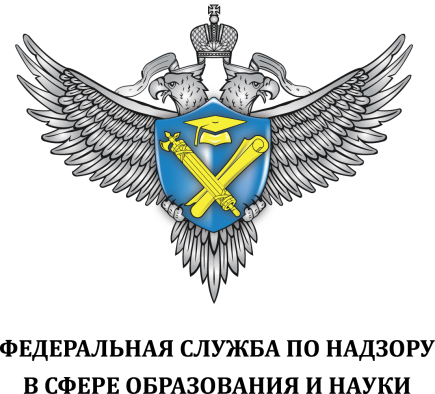 ФЕДЕРАЛЬНАЯ СЛУЖБА ПО НАДЗОРУ
В СФЕРЕ ОБРАЗОВАНИЯ И НАУКИ